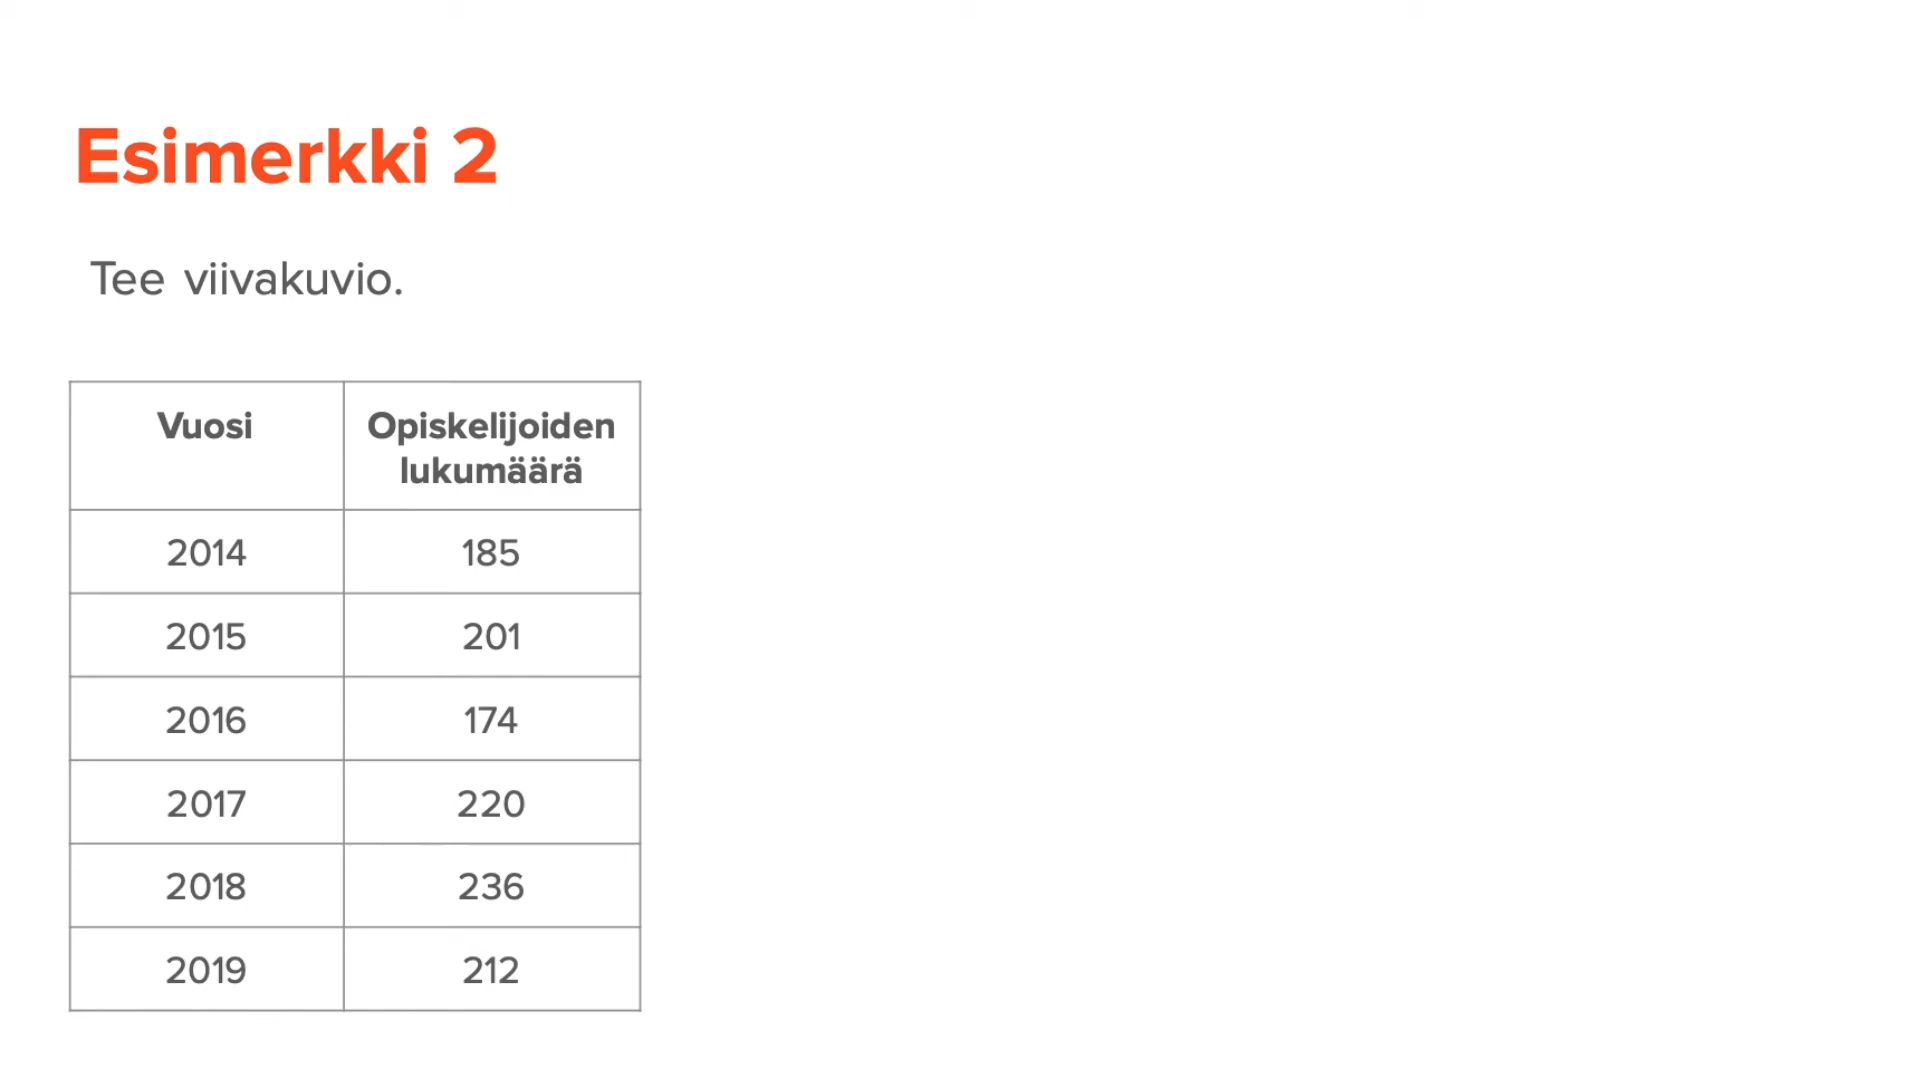 Esimerkki 2
Tee viivakuvio.
Vuosi
Opiskelijoiden
lukumäärä
2014 185
2015 201
2016 174
2017 220
2018 236
2019 212